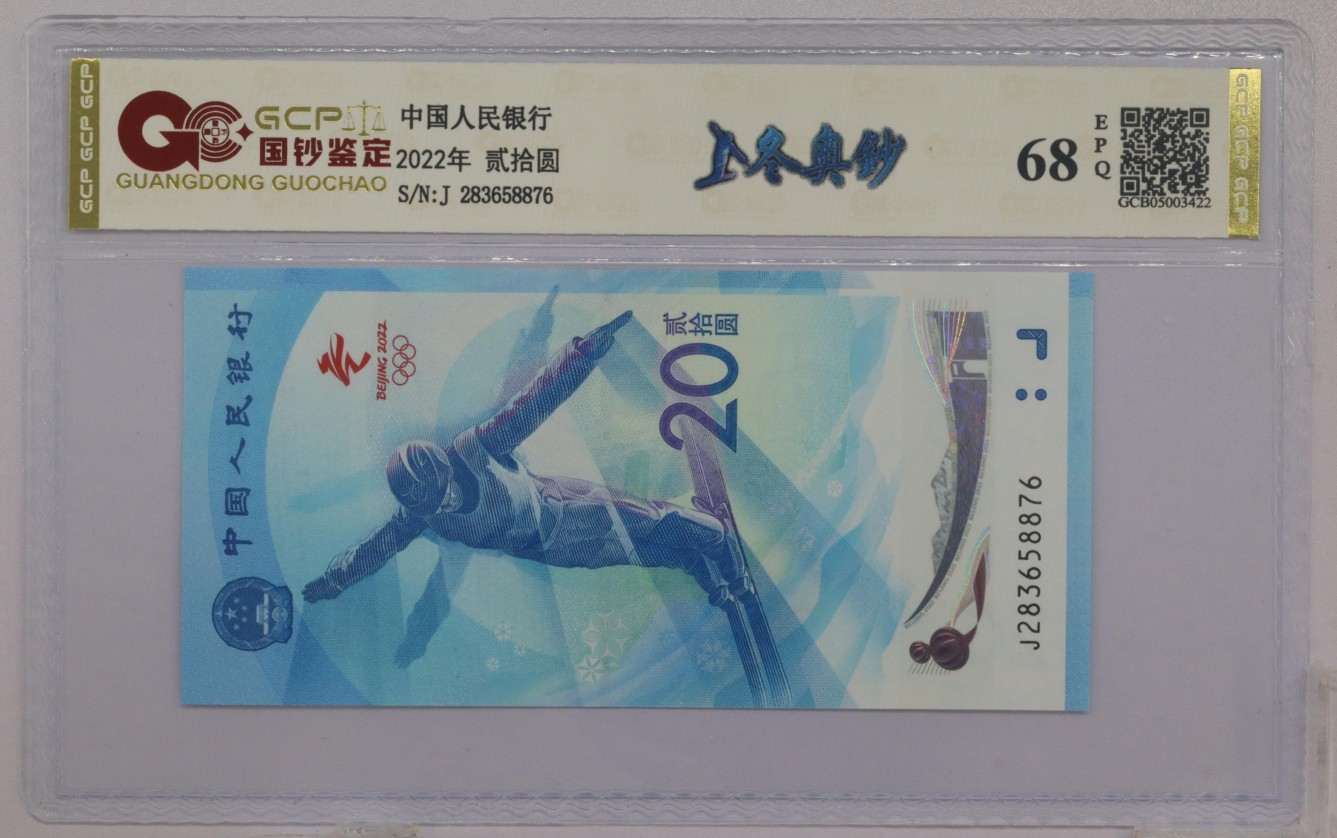 GCP GCP GCP
GCP
国钞鉴定
GUANGDONG GUOCHAO
中国人民银行
2022年 贰拾圆
S/N:J 283658876
冬奥钞
68
EPQ
GCB05003422
GCP GCP GCP
中国人民银行
BEIJING 2022
贰拾圆
20
J283658876